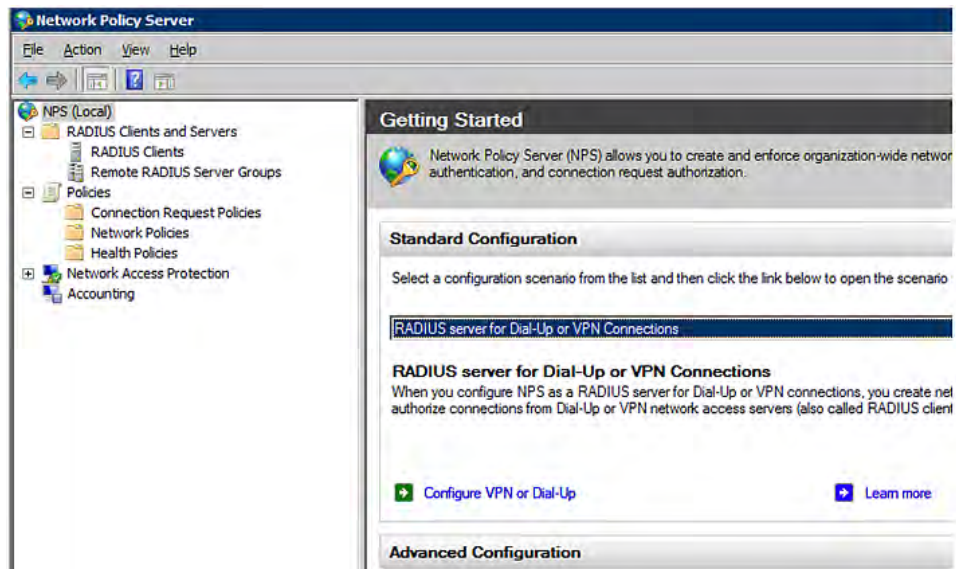 Network Policy Server
File Action View Help
NPS (Local)
RADIUS Clients and Servers
RADIUS Clients
Remote RADIUS Server Groups
Policies
Connection Request Policies
Network Policies
Health Policies
Network Access Protection
Accounting
Getting Started
Network Policy Server (NPS) allows you to create and enforce organization-wide networ
authentication, and connection request authorization.
Standard Configuration
Select a configuration scenario from the list and then click the link below to open the scenario
RADIUS server for Dial-Up or VPN Connections
RADIUS server for Dial-Up or VPN Connections
When you configure NPS as a RADIUS server for Dial-Up or VPN connections, you create net
authorize connections from Dial-Up or VPN network access servers (also called RADIUS client
Configure VPN or Dial-Up
Learn more
Advanced Configuration